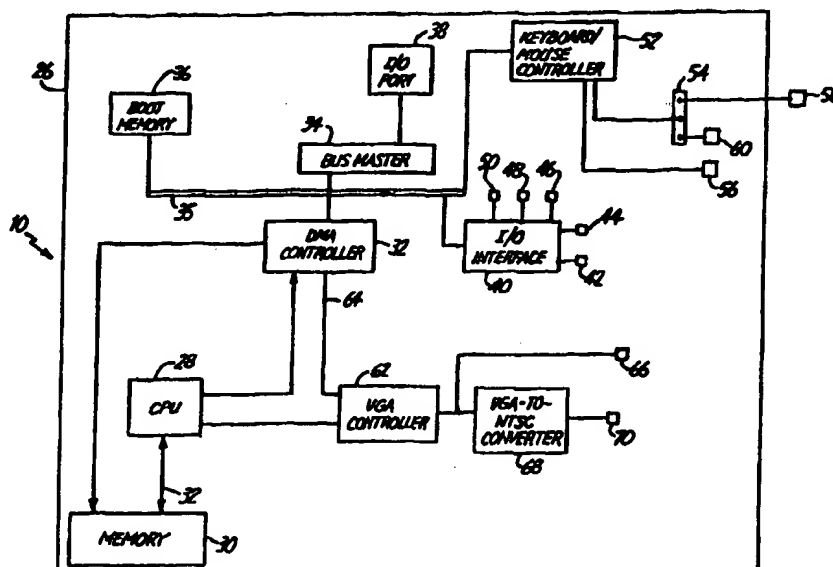 26
36
BOOT
MEMORY
38
I/O
PORT
34
BUS MASTER
KEYBOARD/
MOUSE
CONTROLLER
52
54
58
60
56
35
50
48
46
44
42
I/O
INTERFACE
40
10
DMA
CONTROLLER
32
64
28
CPU
62
VGA
CONTROLLER
66
VGA-TO-
NTSC
CONVERTER
68
70
32
MEMORY
30